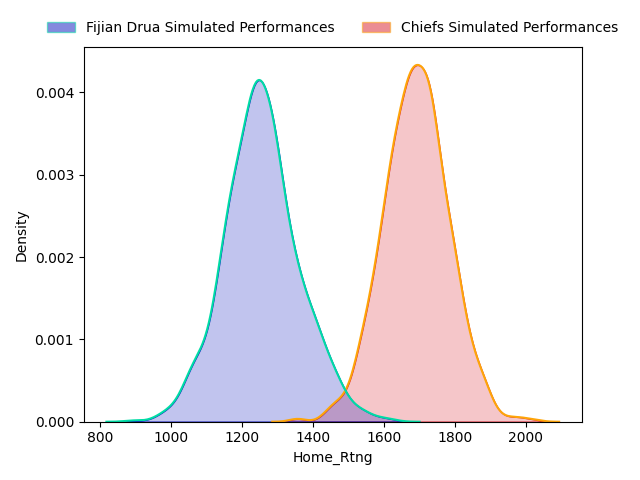 Fijian Drua Simulated Performances Chiefs Simulated Performances
0.004
0.003
0.002
0.001
0.000
Density
800 1000 1200 1400 1600 1800 2000
Home_Rtng